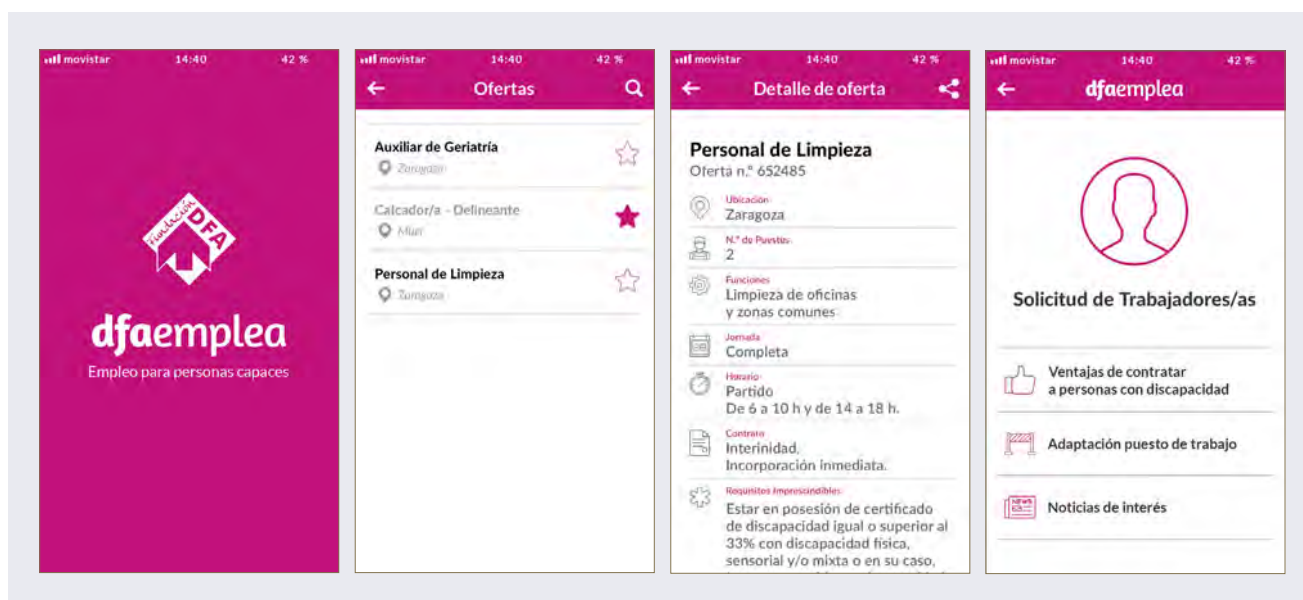 movistar 14:40 42 %
Fundación
DFA
dfaemplea
Empleo para personas capaces
movistar 14:40 42 %
Ofertas
Auxiliar de Geriatría
Zaragoza
Calcador/a - Delineante
Personal de Limpieza
Zaragoza
movistar 14:40 42 %
Detalle de oferta
Personal de Limpieza
Oferta n.º 652485
Ubicación
Zaragoza
N.º de Puestos
2
Funciones
Limpieza de oficinas
y zonas comunes
Jornada
Completa
Horario
Partido
De 6 a 10 h y de 14 a 18 h.
Contrato
Interinidad.
Incorporación inmediata.
Requisitos imprescindibles
Estar en posesión de certificado
de discapacidad igual o superior al
33% con discapacidad física,
sensorial y/o mixta o en su caso,
movistar 14:40 42 %
dfaemplea
Solicitud de Trabajadores/as
Ventajas de contratar
a personas con discapacidad
Adaptación puesto de trabajo
NEWS
Noticias de interés